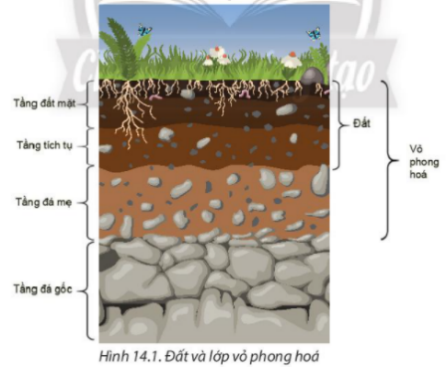 Tầng đất mặt
Tầng tích tụ
Tầng đá mẹ
Tầng đá gốc
Đất
Vỏ
phong
hoá
Hình 14.1. Đất và lớp vỏ phong hoá